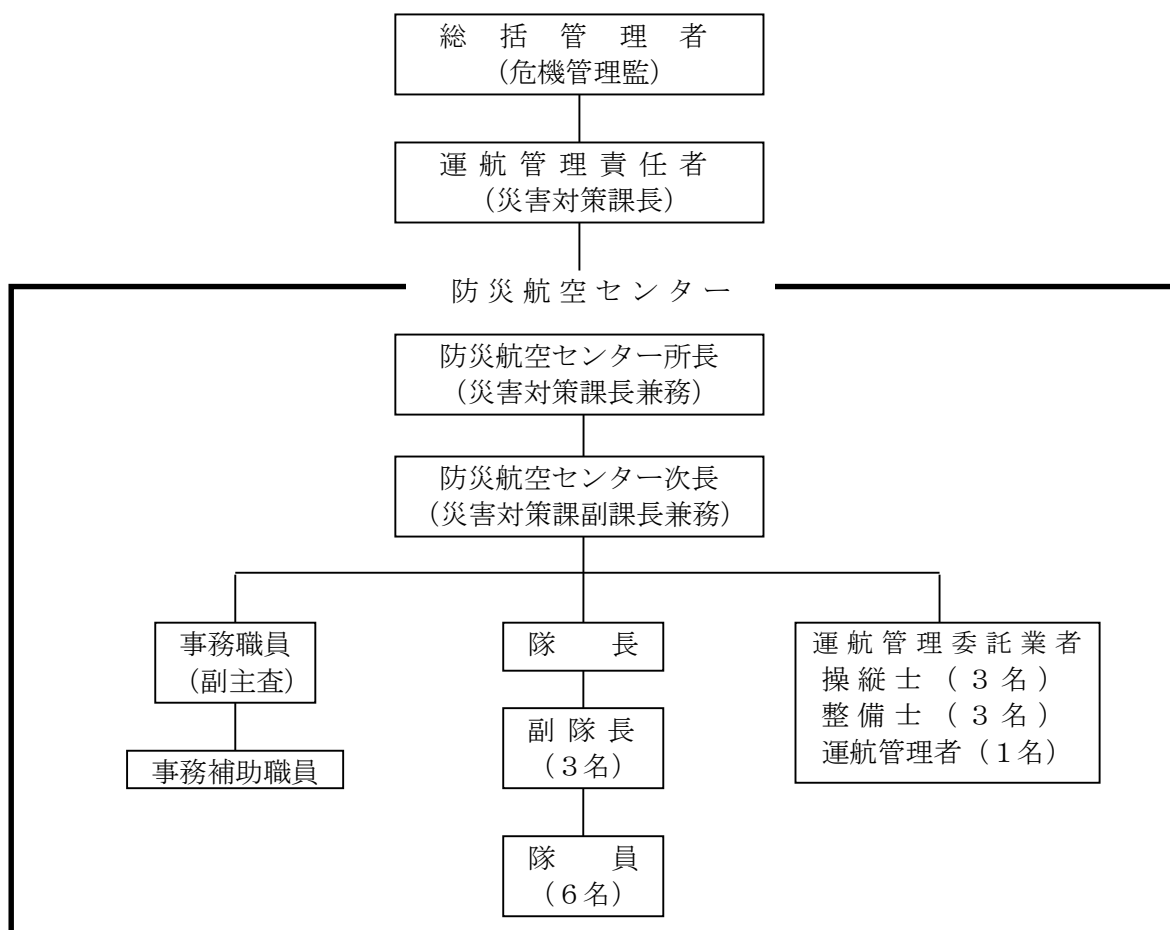 総括管理者
（危機管理監）
運航管理責任者
（災害対策課長）
防災航空センター
防災航空センター所長
（災害対策課長兼務）
防災航空センター次長
（災害対策課副課長兼務）
事務職員
（副主査）
事務補助職員
隊　　長
副隊長
（３名）
隊　　員
（６名）
運航管理委託業者
操縦士（３名）
整備士（３名）
運航管理者（１名）